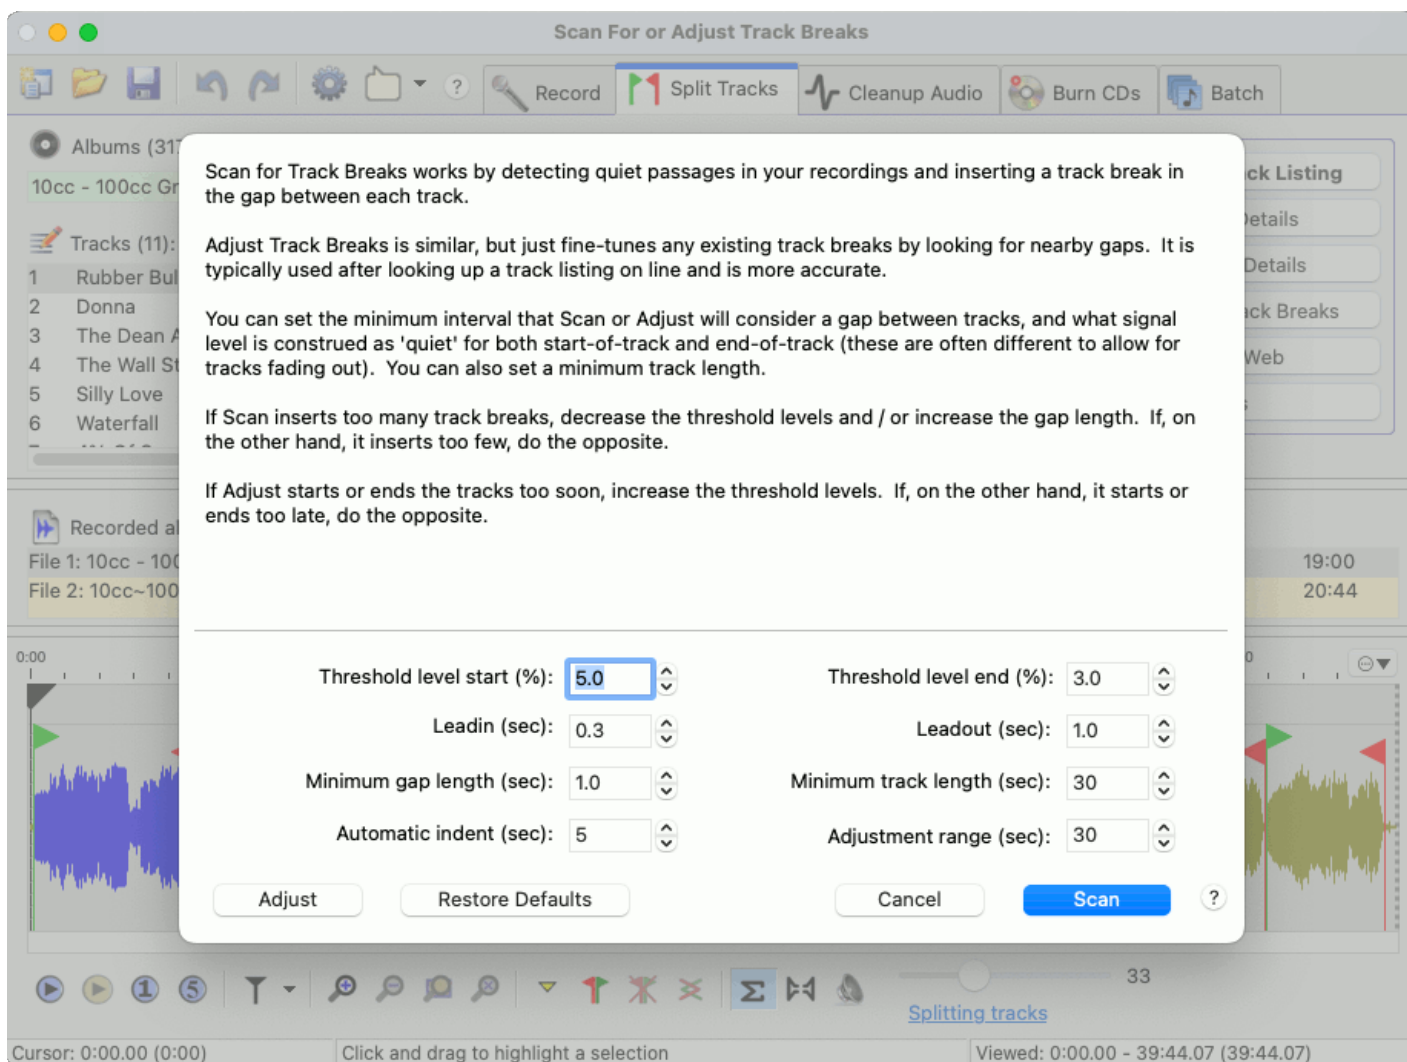 Scan For or Adjust Track Breaks
Record
Split Tracks
Cleanup Audio
Burn CDs
Batch
Albums (317
10cc - 100cc Gr
Tracks (11):
1 Rubber Bul
2 Donna
3 The Dean A
4 The Wall St
5 Silly Love
6 Waterfall
ck Listing
Details
Details
ack Breaks
Web
Scan for Track Breaks works by detecting quiet passages in your recordings and inserting a track break in
the gap between each track.
Adjust Track Breaks is similar, but just fine-tunes any existing track breaks by looking for nearby gaps. It is
typically used after looking up a track listing on line and is more accurate.
You can set the minimum interval that Scan or Adjust will consider a gap between tracks, and what signal
level is construed as 'quiet' for both start-of-track and end-of-track (these are often different to allow for
tracks fading out). You can also set a minimum track length.
If Scan inserts too many track breaks, decrease the threshold levels and / or increase the gap length. If, on
the other hand, it inserts too few, do the opposite.
If Adjust starts or ends the tracks too soon, increase the threshold levels. If, on the other hand, it starts or
ends too late, do the opposite.
Recorded al
File 1: 10cc - 100 19:00
File 2: 10cc~100 20:44
0:00
Threshold level start (%): 5.0
Threshold level end (%): 3.0
Leadin (sec): 0.3
Leadout (sec): 1.0
Minimum gap length (sec): 1.0
Minimum track length (sec): 30
Automatic indent (sec): 5
Adjustment range (sec): 30
Adjust
Restore Defaults
Cancel
Scan
?
1
5
33
Splitting tracks
Cursor: 0:00.00 (0:00)
Click and drag to highlight a selection
Viewed: 0:00.00 - 39:44.07 (39:44.07)